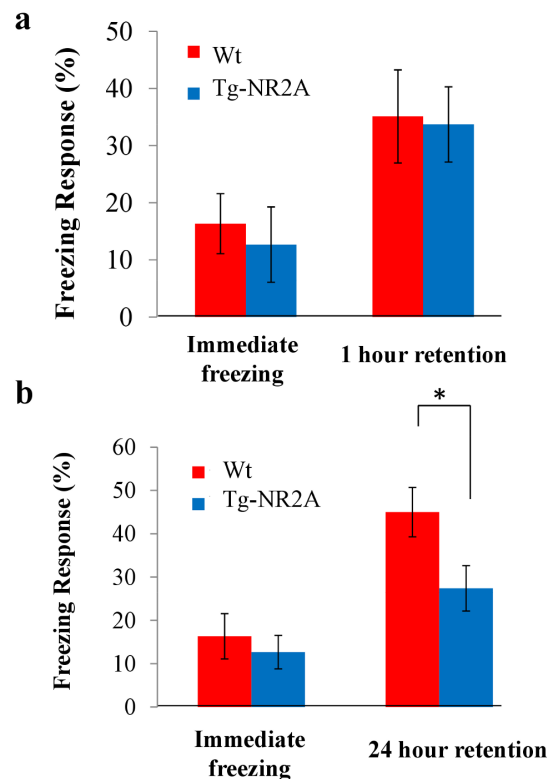 a
Freezing Response (%)
50
40
30
20
10
0
Wt
Tg-NR2A
Immediate
freezing
1 hour retention
b
Freezing Response (%)
60
50
40
30
20
10
0
Wt
Tg-NR2A
*
Immediate
freezing
24 hour retention